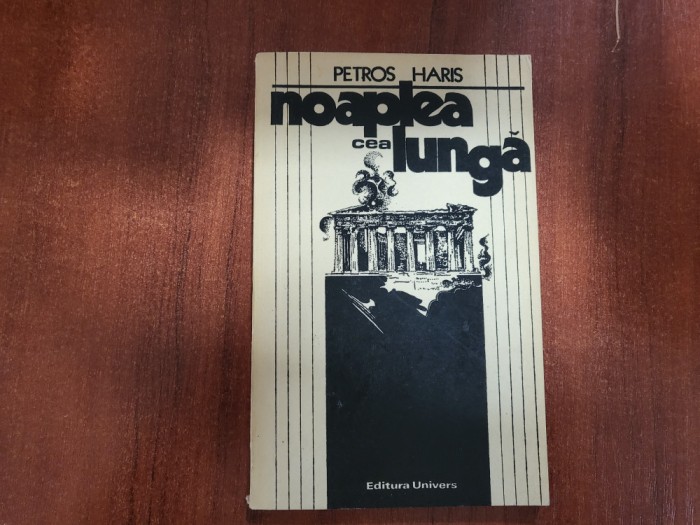 PETROS HARIS
noaptea
cea lungă
Editura Univers